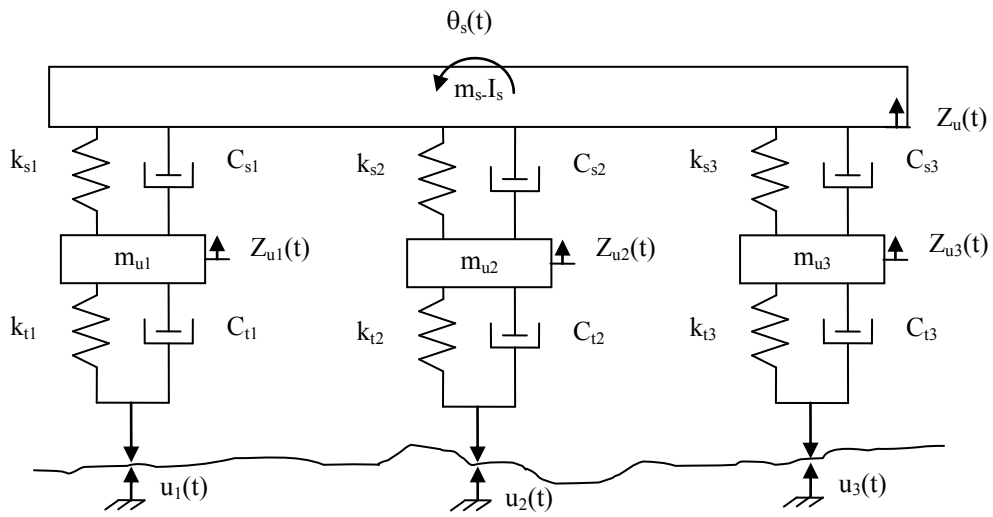 θs(t)
ms-Is
Zu(t)
ks1
Cs1
ks2
Cs2
ks3
Cs3
mu1
Zu1(t)
mu2
Zu2(t)
mu3
Zu3(t)
kt1
Ct1
kt2
Ct2
kt3
Ct3
u1(t)
u2(t)
u3(t)